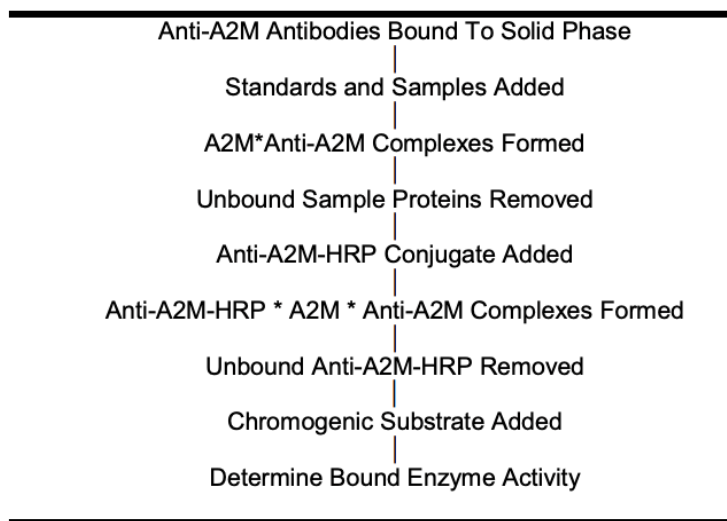 Anti-A2M Antibodies Bound To Solid Phase
Standards and Samples Added
A2M*Anti-A2M Complexes Formed
Unbound Sample Proteins Removed
Anti-A2M-HRP Conjugate Added
Anti-A2M-HRP * A2M * Anti-A2M Complexes Formed
Unbound Anti-A2M-HRP Removed
Chromogenic Substrate Added
Determine Bound Enzyme Activity